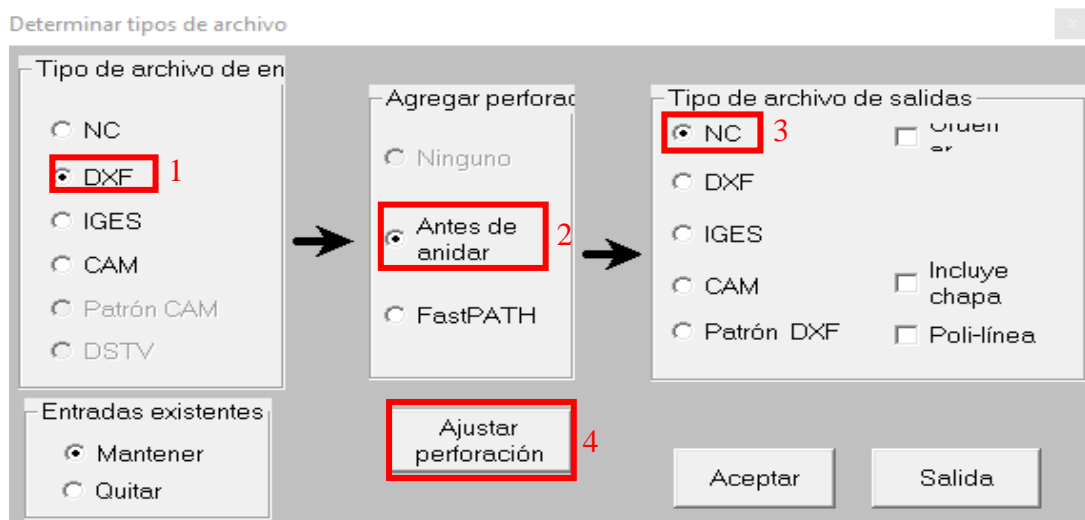 Determinar tipos de archivo
x
Tipo de archivo de en
NC
DXF 1
IGES
CAM
Patrón CAM
DSTV
Entradas existentes
Mantener
Quitar
Agregar perforac
Ninguno
Antes de
anidar 2
FastPATH
Ajustar
perforación 4
Tipo de archivo de salidas
NC 3
Orden
ar
DXF
IGES
CAM
Incluye
chapa
Patrón DXF
Poli-línea
Aceptar
Salida